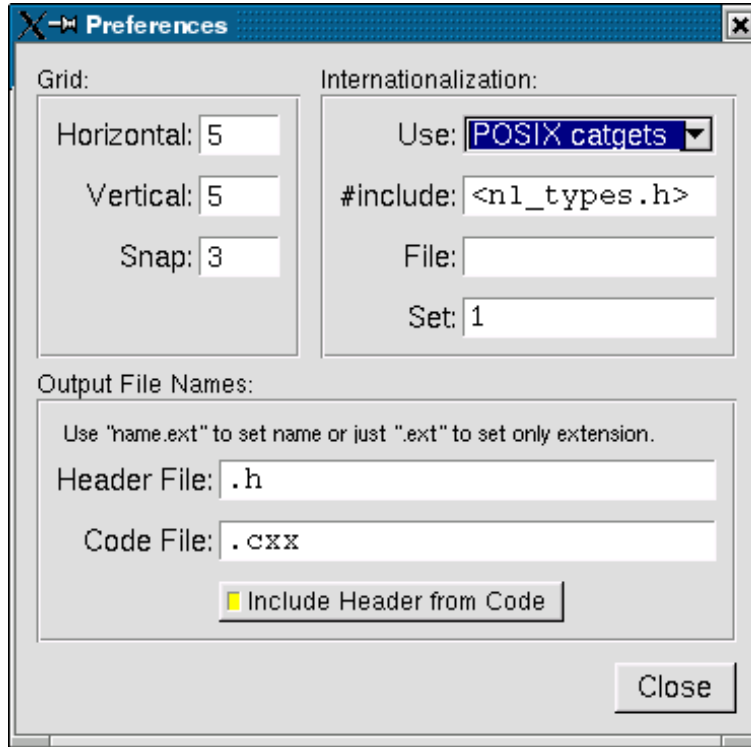 Preferences
Grid:
Horizontal: 5
Vertical: 5
Snap: 3
Internationalization:
Use: POSIX catgets
#include: <nl_types.h>
File:
Set: 1
Output File Names:
Use "name.ext" to set name or just ".ext" to set only extension.
Header File: .h
Code File: .cxx
Include Header from Code
Close